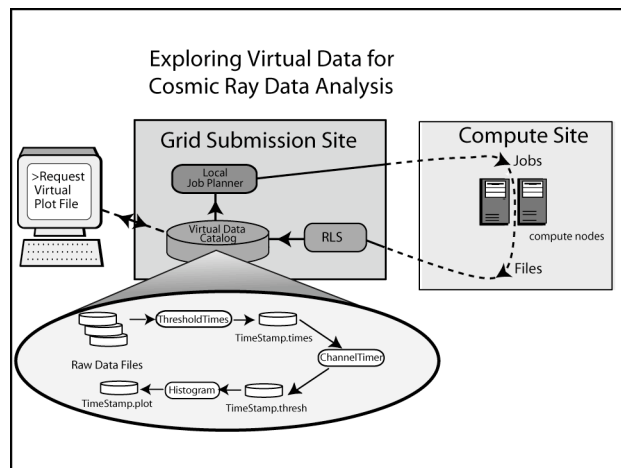 Exploring Virtual Data for
Cosmic Ray Data Analysis
>Request
Virtual
Plot File
Grid Submission Site
Local
Job Planner
Virtual Data
Catalog
RLS
Compute Site
Jobs
compute nodes
Files
Raw Data Files
ThresholdTimes
TimeStamp.times
ChannelTimer
TimeStamp.thresh
Histogram
TimeStamp.plot